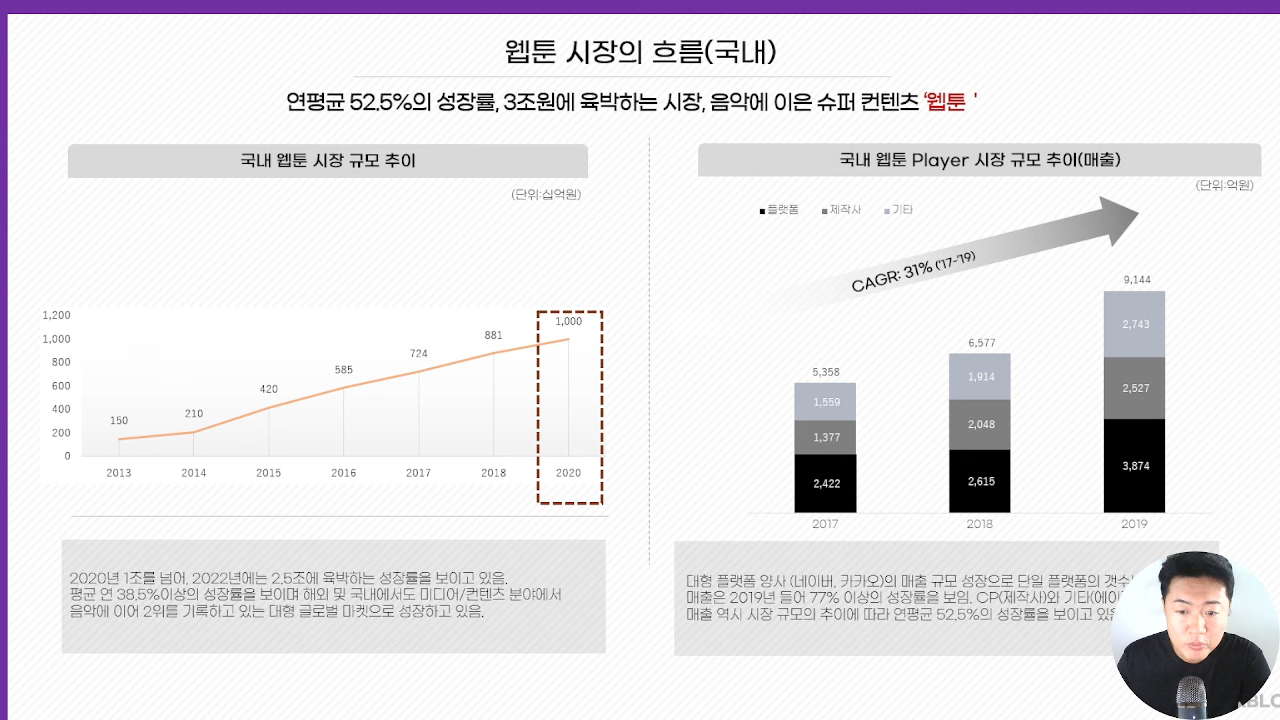 웹툰 시장의 흐름(국내)
연평균 52.5%의 성장률, 3조원에 육박하는 시장, 음악에 이은 슈퍼 컨텐츠 ‘웹툰 '
국내 웹툰 시장 규모 추이
(단위:십억원)
1,200
1,000
800
600
400
200
0
150
210
420
585
724
881
1,000
2013
2014
2015
2016
2017
2018
2020
2020년 1조를 넘어, 2022년에는 2.5조에 육박하는 성장률을 보이고 있음.
평균 연 38.5%이상의 성장률을 보이며 해외 및 국내에서도 미디어/컨텐츠 분야에서
음악에 이어 2위를 기록하고 있는 대형 글로벌 마켓으로 성장하고 있음.
국내 웹툰 Player 시장 규모 추이(매출)
(단위:억원)
플랫폼
제작사
기타
CAGR: 31% ('17-'19)
5,358
1,559
1,377
2,422
6,577
1,914
2,048
2,615
9,144
2,743
2,527
3,874
2017
2018
2019
대형 플랫폼 양사 (네이버, 카카오)의 매출 규모 성장으로 단일 플랫폼의
매출은 2019년 들어 77% 이상의 성장률을 보임. CP(제작사)와
매출 역시 시장 규모의 추이에 따라 연평균 52.5%의 성장률을 보이고